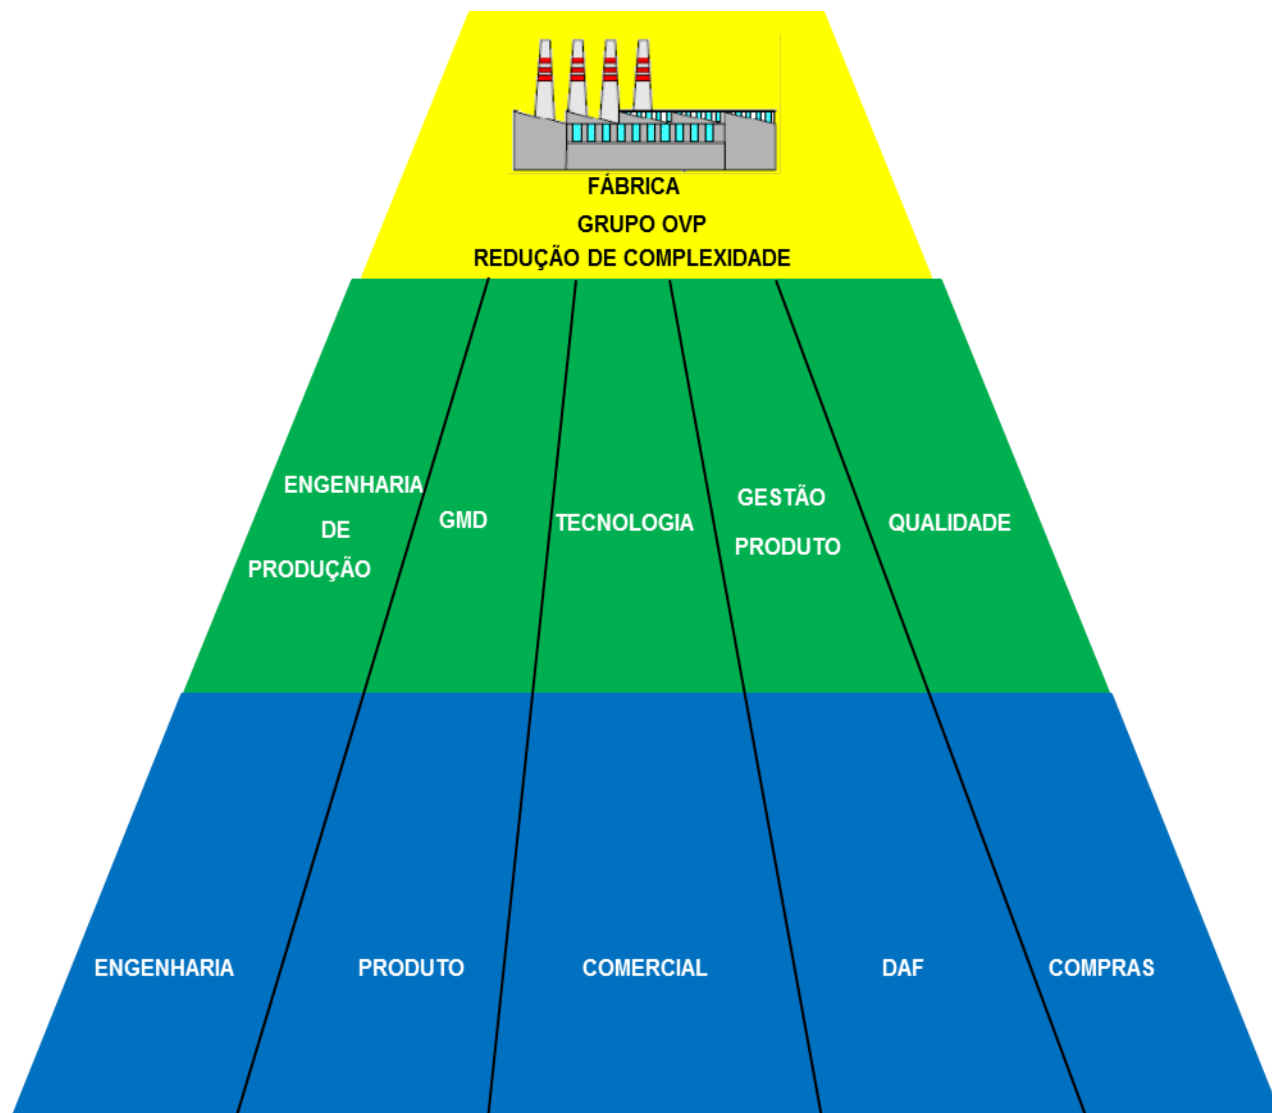 FÁBRICA
GRUPO OVP
REDUÇÃO DE COMPLEXIDADE
ENGENHARIA
DE
PRODUÇÃO
GMD
TECNOLOGIA
GESTÃO
PRODUTO
QUALIDADE
ENGENHARIA
PRODUTO
COMERCIAL
DAF
COMPRAS